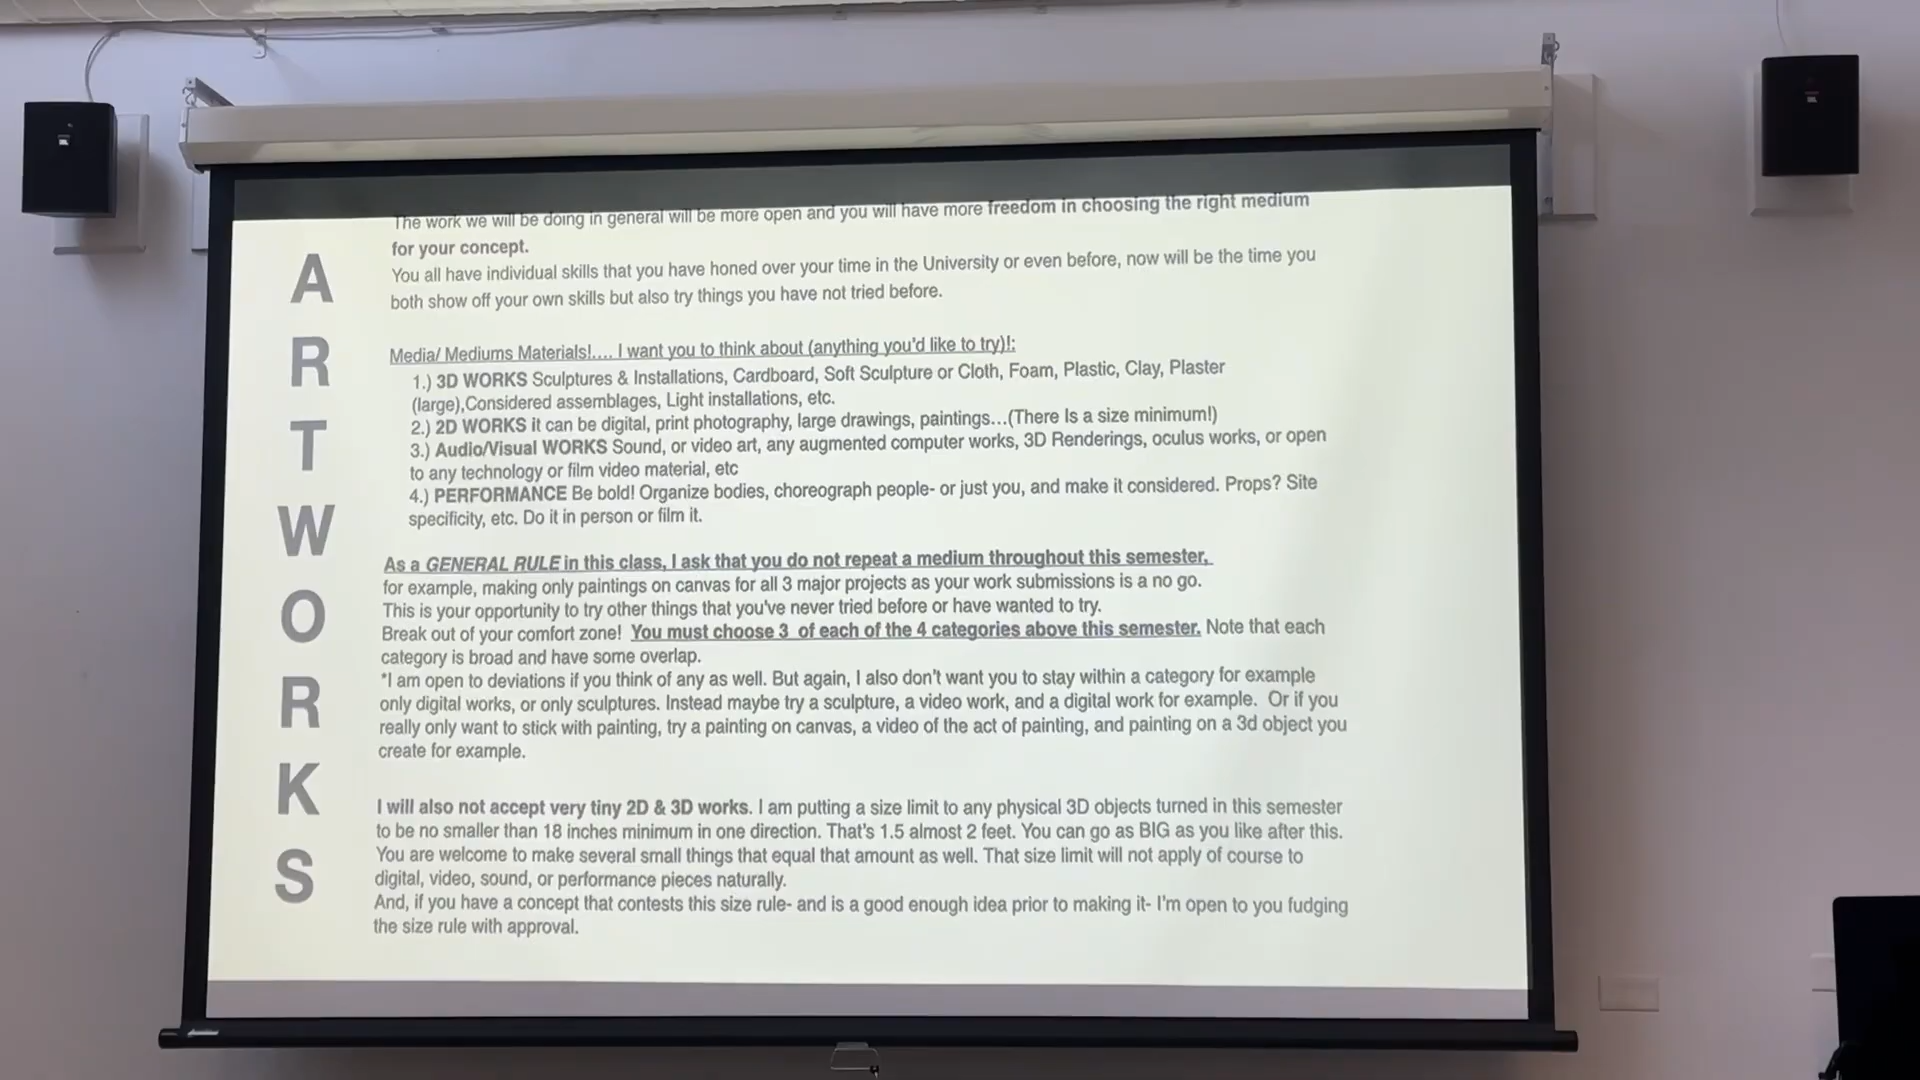 ARTWORKS
The work we will be doing in general will be more open and you will have more freedom in choosing the right medium
for your concept.
You all have individual skills that you have honed over your time in the University or even before, now will be the time you
both show off your own skills but also try things you have not tried before.
Media/ Mediums Materials!.... I want you to think about (anything you'd like to try)!:
1.) 3D WORKS Sculptures & Installations, Cardboard, Soft Sculpture or Cloth, Foam, Plastic, Clay, Plaster
(large),Considered assemblages, Light installations, etc.
2.) 2D WORKS it can be digital, print photography, large drawings, paintings...(There Is a size minimum!)
3.) Audio/Visual WORKS Sound, or video art, any augmented computer works, 3D Renderings, oculus works, or open
to any technology or film video material, etc
4.) PERFORMANCE Be bold! Organize bodies, choreograph people- or just you, and make it considered. Props? Site
specificity, etc. Do it in person or film it.
As a GENERAL RULE in this class, I ask that you do not repeat a medium throughout this semester,
for example, making only paintings on canvas for all 3 major projects as your work submissions is a no go.
This is your opportunity to try other things that you've never tried before or have wanted to try.
Break out of your comfort zone! You must choose 3 of each of the 4 categories above this semester. Note that each
category is broad and have some overlap.
*I am open to deviations if you think of any as well. But again, I also don't want you to stay within a category for example
only digital works, or only sculptures. Instead maybe try a sculpture, a video work, and a digital work for example. Or if you
really only want to stick with painting, try a painting on canvas, a video of the act of painting, and painting on a 3d object you
create for example.
I will also not accept very tiny 2D & 3D works. I am putting a size limit to any physical 3D objects turned in this semester
to be no smaller than 18 inches minimum in one direction. That's 1.5 almost 2 feet. You can go as BIG as you like after this.
You are welcome to make several small things that equal that amount as well. That size limit will not apply of course to
digital, video, sound, or performance pieces naturally.
And, if you have a concept that contests this size rule- and is a good enough idea prior to making it- I'm open to you fudging
the size rule with approval.